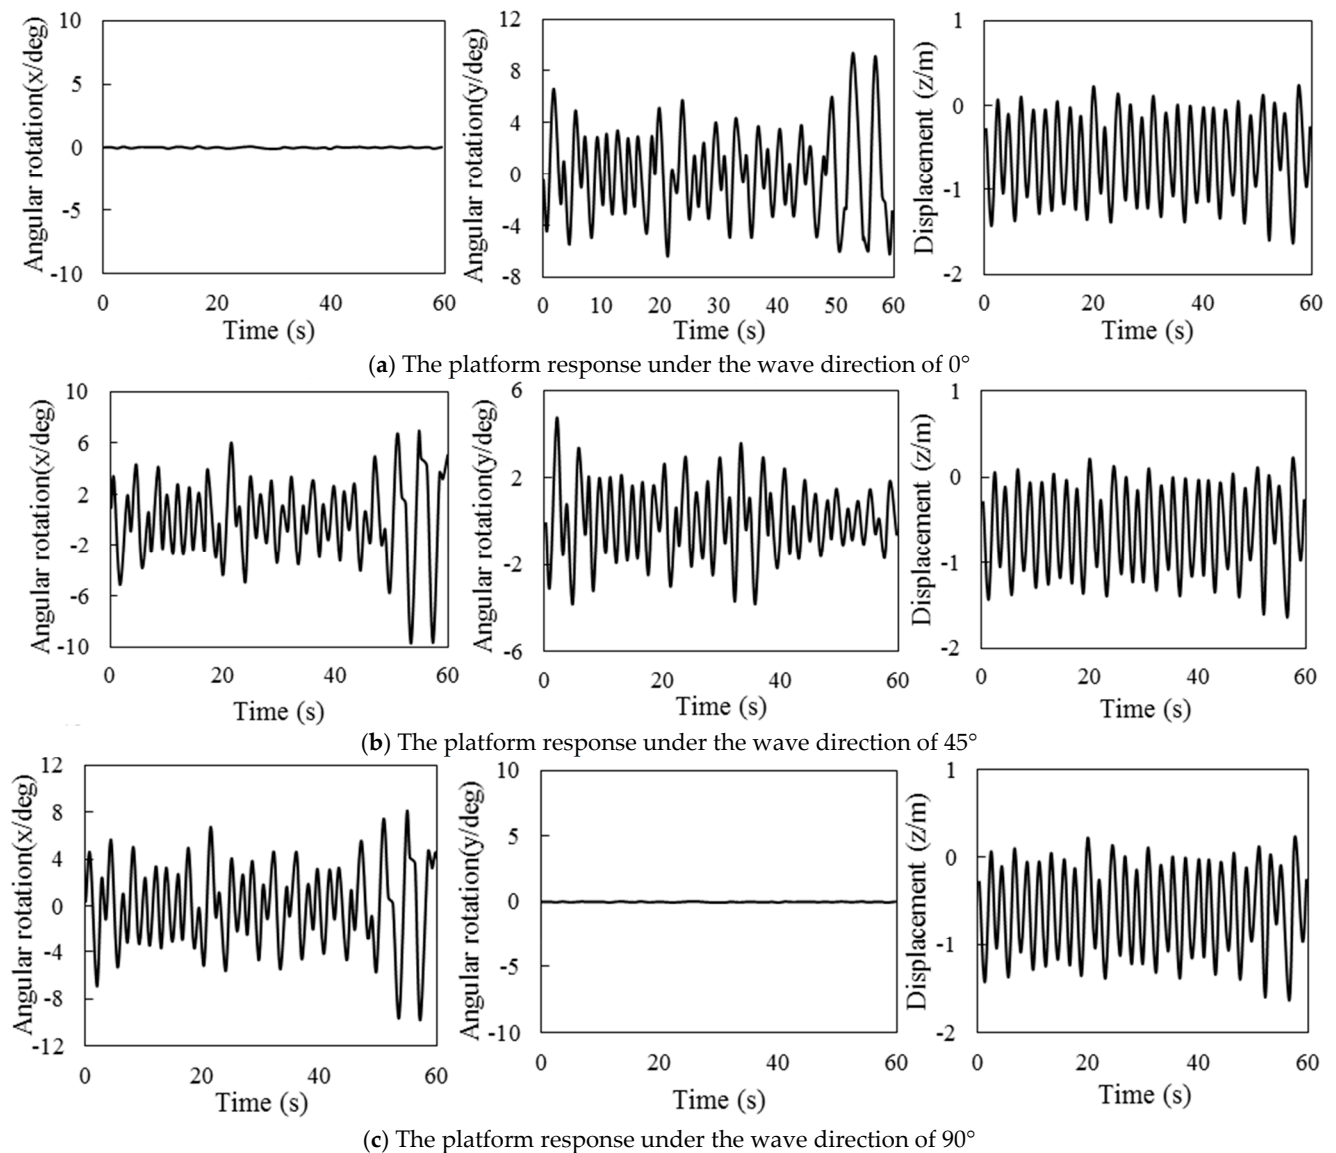 Angular rotation(x/deg)
10
5
0
-5
-10
0 20 40 60
Time (s)
Angular rotation(y/deg)
12
8
4
0
-4
-8
0 10 20 30 40 50 60
Time (s)
Displacement (z/m)
1
0
-1
-2
0 20 40 60
Time (s)
(a) The platform response under the wave direction of 0°
Angular rotation(x/deg)
10
6
2
-2
-6
-10
0 20 40 60
Time (s)
Angular rotation(y/deg)
6
2
-2
-6
0 20 40 60
Time (s)
Displacement (z/m)
1
0
-1
-2
0 20 40 60
Time (s)
(b) The platform response under the wave direction of 45°
Angular rotation(x/deg)
12
8
4
0
-4
-8
-12
0 20 40 60
Time (s)
Angular rotation(y/deg)
10
5
0
-5
-10
0 20 40 60
Time (s)
Displacement (z/m)
1
0
-1
-2
0 20 40 60
Time (s)
(c) The platform response under the wave direction of 90°